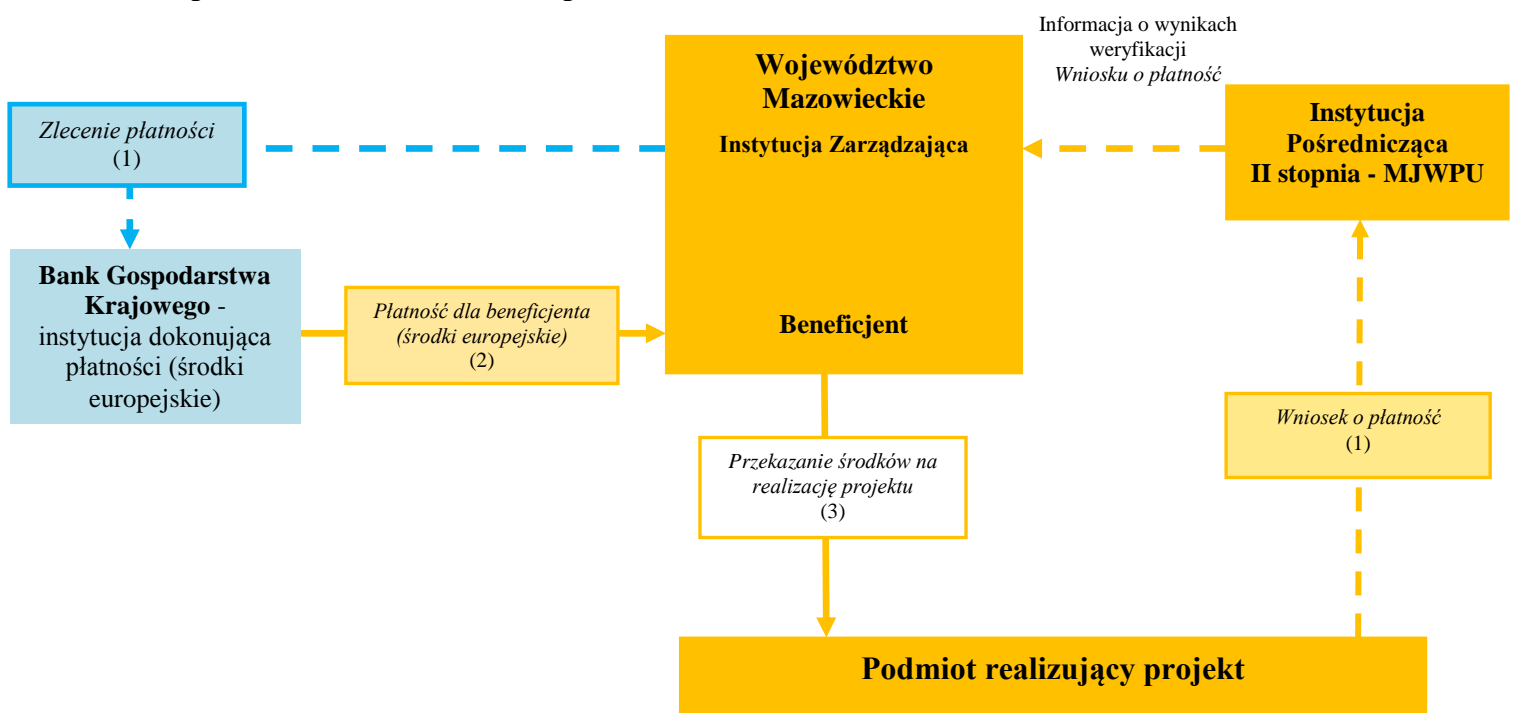 Informacja o wynikach
weryfikacji
Wniosku o płatność
Województwo
Mazowieckie
Instytucja Zarządzająca
Instytucja
Pośrednicząca
II stopnia - MJWPU
Zlecenie płatności
(1)
Bank Gospodarstwa
Krajowego -
instytucja dokonująca
płatności (środki
europejskie)
Płatność dla beneficjenta
(środki europejskie)
(2)
Beneficjent
Wniosek o płatność
(1)
Przekazanie środków na
realizację projektu
(3)
Podmiot realizujący projekt